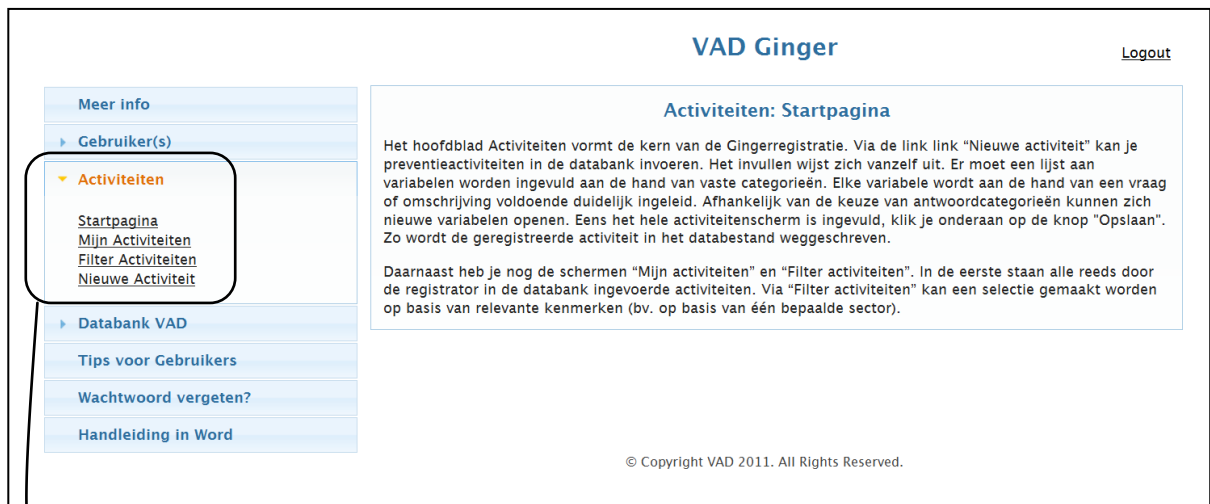 VAD Ginger
Logout
Meer info
Gebruiker(s)
Activiteiten
Startpagina
Mijn Activiteiten
Filter Activiteiten
Nieuwe Activiteit
Databank VAD
Tips voor Gebruikers
Wachtwoord vergeten?
Handleiding in Word
Activiteiten: Startpagina
Het hoofdblad Activiteiten vormt de kern van de Gingerregistratie. Via de link link “Nieuwe activiteit” kan je
preventieactiviteiten in de databank invoeren. Het invullen wijst zich vanzelf uit. Er moet een lijst aan
variabelen worden ingevuld aan de hand van vaste categorieën. Elke variabele wordt aan de hand van een vraag
of omschrijving voldoende duidelijk ingeleid. Afhankelijk van de keuze van antwoordcategorieën kunnen zich
nieuwe variabelen openen. Eens het hele activiteitenscherm is ingevuld, klik je onderaan op de knop "Opslaan".
Zo wordt de geregistreerde activiteit in het databestand weggeschreven.
Daarnaast heb je nog de schermen “Mijn activiteiten” en “Filter activiteiten”. In de eerste staan alle reeds door
de registrator in de databank ingevoerde activiteiten. Via “Filter activiteiten” kan een selectie gemaakt worden
op basis van relevante kenmerken (bv. op basis van één bepaalde sector).
© Copyright VAD 2011. All Rights Reserved.